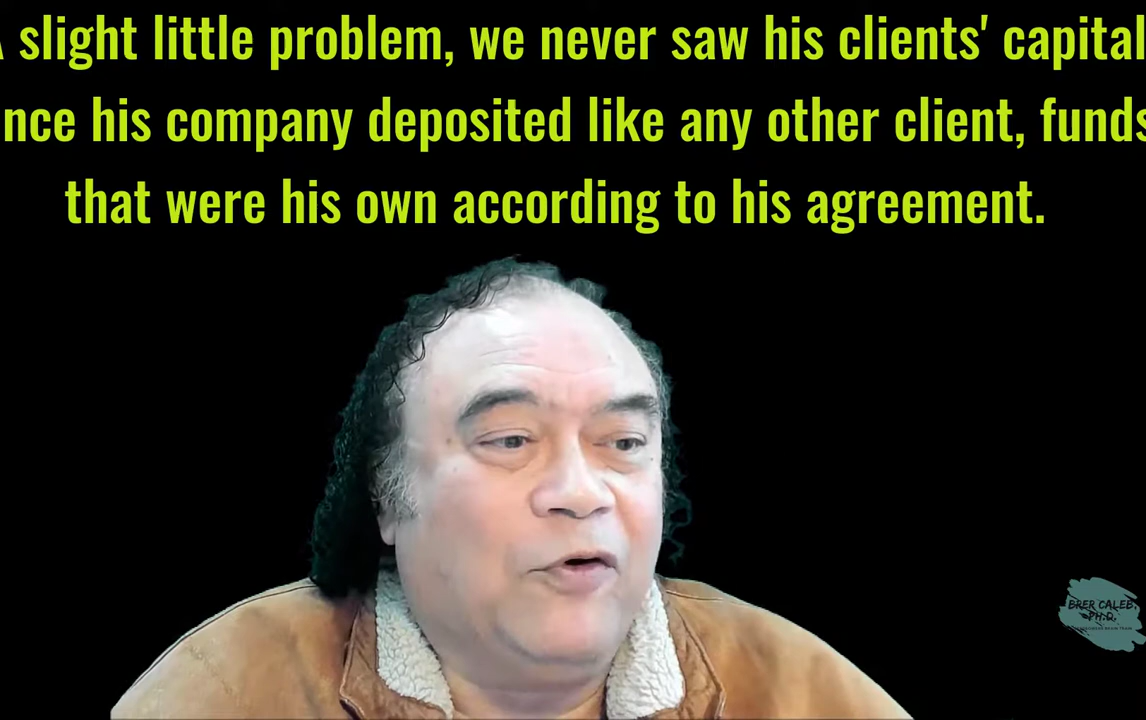 slight little problem, we never saw his clients' capital
his company deposited like any other client, funds
that were his own according to his agreement.
BRER CALEB,
PH.D.